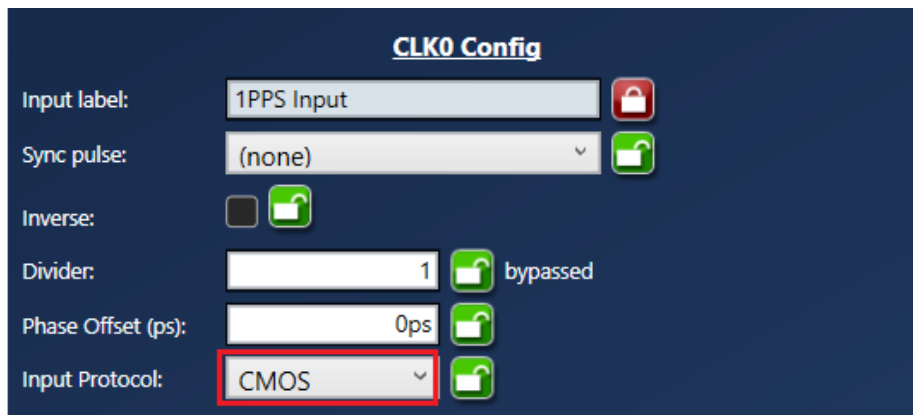 CLK0 Config
Input label: 1PPS Input
Sync pulse: (none)
Inverse:
Divider: 1 bypassed
Phase Offset (ps): 0ps
Input Protocol: CMOS